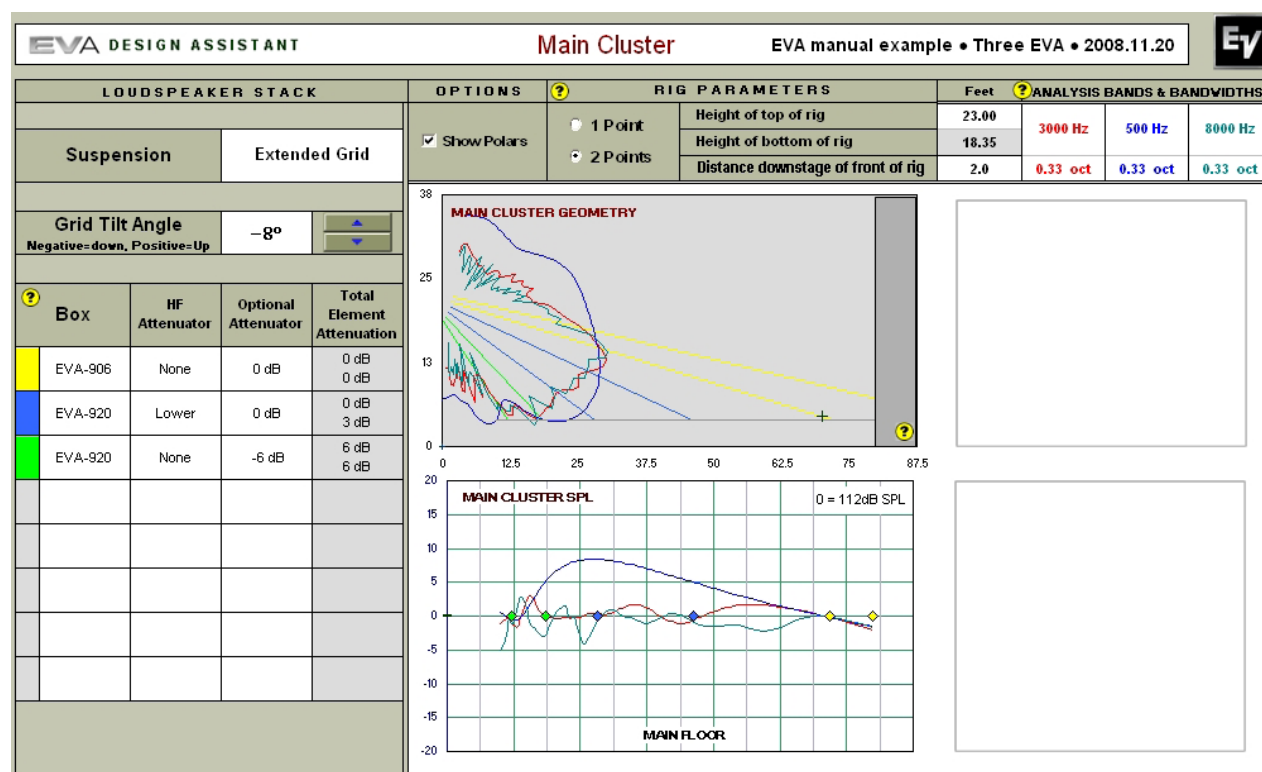 EVA DESIGN ASSISTANT
Main Cluster
EVA manual example • Three EVA • 2008.11.20
EV
LOUDSPEAKER STACK
Suspension
Extended Grid
Grid Tilt Angle
Negative=down, Positive=Up
−8º
? Box
HF Attenuator
Optional Attenuator
Total Element Attenuation
EVA-906
None
0 dB
0 dB
0 dB
EVA-920
Lower
0 dB
0 dB
3 dB
EVA-920
None
-6 dB
6 dB
6 dB
OPTIONS
Show Polars
? RIG PARAMETERS
Feet
1 Point
2 Points
Height of top of rig
23.00
Height of bottom of rig
18.35
Distance downstage of front of rig
2.0
? ANALYSIS BANDS & BANDWIDTHS
3000 Hz
500 Hz
8000 Hz
0.33 oct
0.33 oct
0.33 oct
MAIN CLUSTER GEOMETRY
38
25
13
0
?
0 12.5 25 37.5 50 62.5 75 87.5
MAIN CLUSTER SPL
0 = 112dB SPL
20
15
10
5
0
-5
-10
-15
-20
MAIN FLOOR